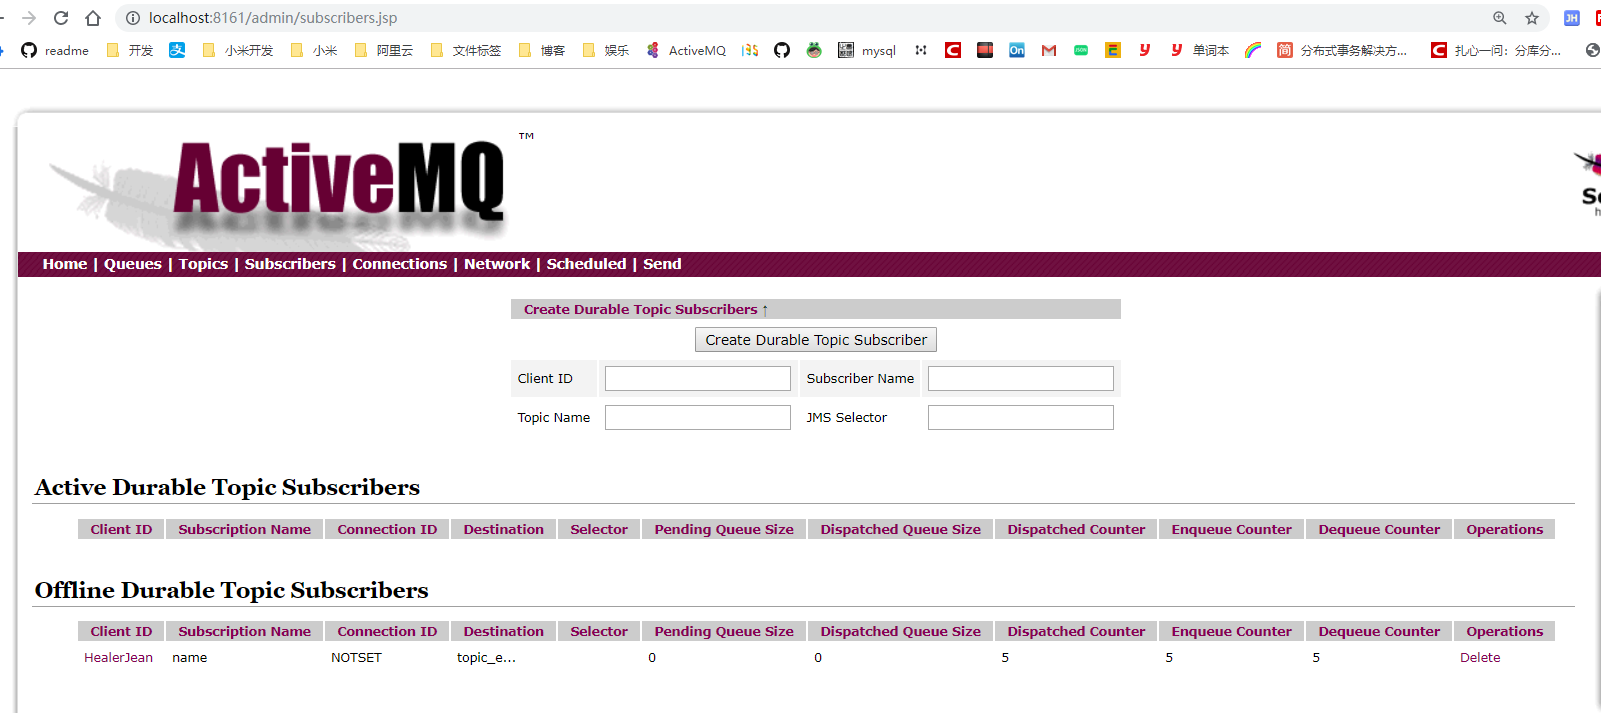 localhost:8161/admin/subscribers.jsp
JH
readme 开发 支 小米开发 小米 阿里云 文件标签 博客 娱乐 ActiveMQ mysql C On M E y y 单词本 简 分布式事务解决方... C 扎心一问：分库分...
ActiveMQ™
Home | Queues | Topics | Subscribers | Connections | Network | Scheduled | Send
Create Durable Topic Subscribers ↑
Create Durable Topic Subscriber
Client ID Subscriber Name
Topic Name JMS Selector
Active Durable Topic Subscribers
Client ID Subscription Name Connection ID Destination Selector Pending Queue Size Dispatched Queue Size Dispatched Counter Enqueue Counter Dequeue Counter Operations
Offline Durable Topic Subscribers
Client ID Subscription Name Connection ID Destination Selector Pending Queue Size Dispatched Queue Size Dispatched Counter Enqueue Counter Dequeue Counter Operations
HealerJean name NOTSET topic_e... 0 0 5 5 5 Delete